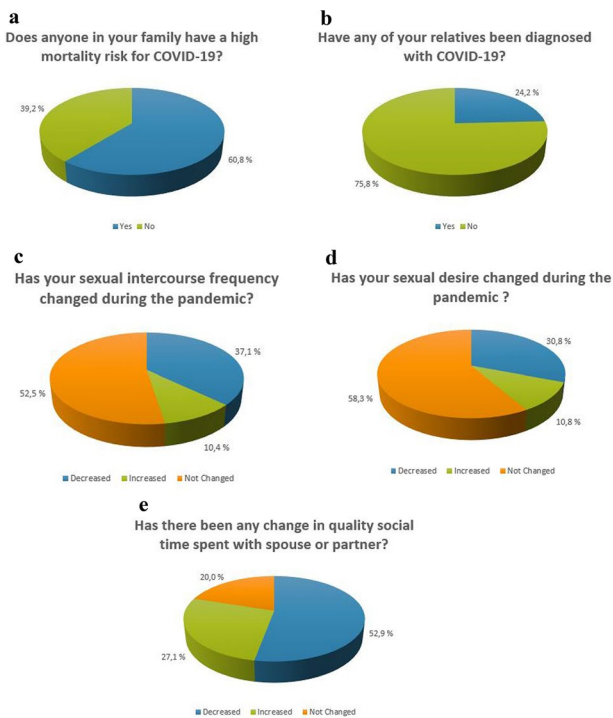 a
Does anyone in your family have a high
mortality risk for COVID-19?
39,2 %
60,8 %
Yes No
b
Have any of your relatives been diagnosed
with COVID-19?
24,2 %
75,8 %
Yes No
c
Has your sexual intercourse frequency
changed during the pandemic?
37,1 %
52,5 %
10,4 %
Decreased Increased Not Changed
d
Has your sexual desire changed during the
pandemic ?
30,8 %
58,3 %
10,8 %
Decreased Increased Not Changed
e
Has there been any change in quality social
time spent with spouse or partner?
20,0 %
52,9 %
27,1 %
Decreased Increased Not Changed